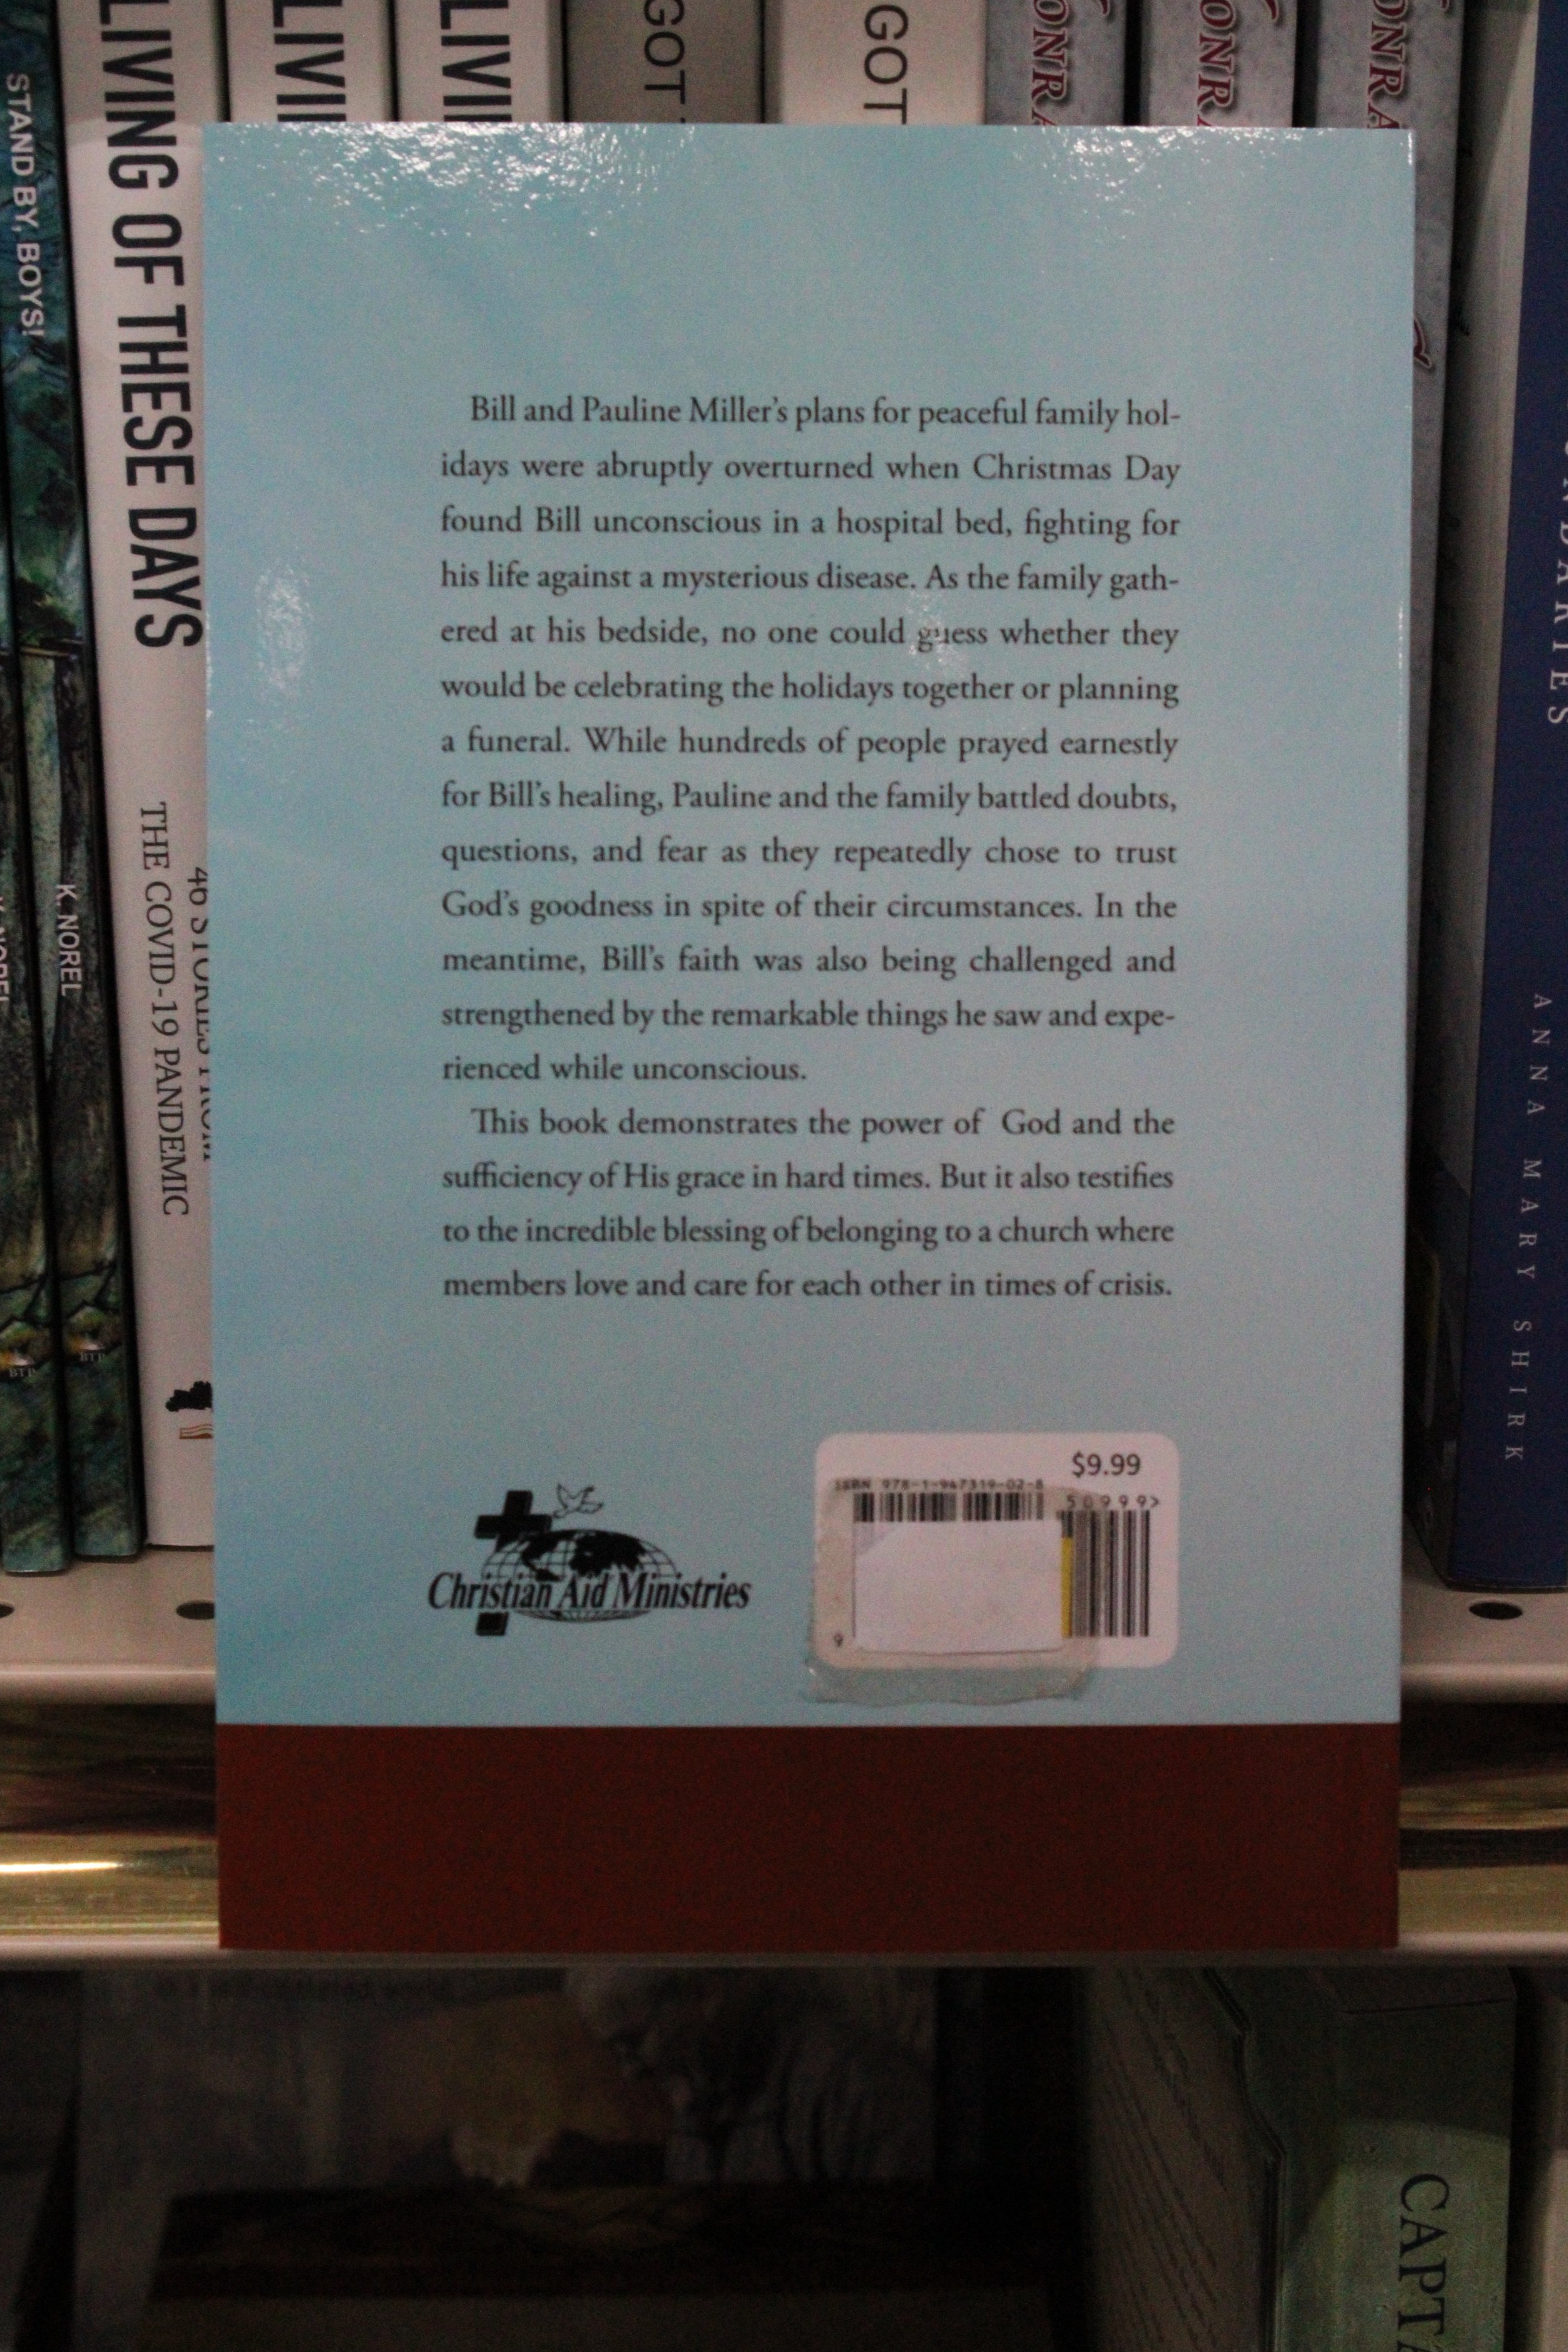 STAND BY, BOYS!
K. NOREL
LIVING OF THESE DAYS
THE COVID-19 PANDEMIC
GOT
GOT
Bill and Pauline Miller's plans for peaceful family hol-
idays were abruptly overturned when Christmas Day
found Bill unconscious in a hospital bed, fighting for
his life against a mysterious disease. As the family gath-
ered at his bedside, no one could guess whether they
would be celebrating the holidays together or planning
a funeral. While hundreds of people prayed earnestly
for Bill's healing, Pauline and the family battled doubts,
questions, and fear as they repeatedly chose to trust
God's goodness in spite of their circumstances. In the
meantime, Bill's faith was also being challenged and
strengthened by the remarkable things he saw and expe-
rienced while unconscious.
This book demonstrates the power of God and the
sufficiency of His grace in hard times. But it also testifies
to the incredible blessing of belonging to a church where
members love and care for each other in times of crisis.
Christian Aid Ministries
$9.99
50999>
9
ANNA MARY SHIRK
CAPT